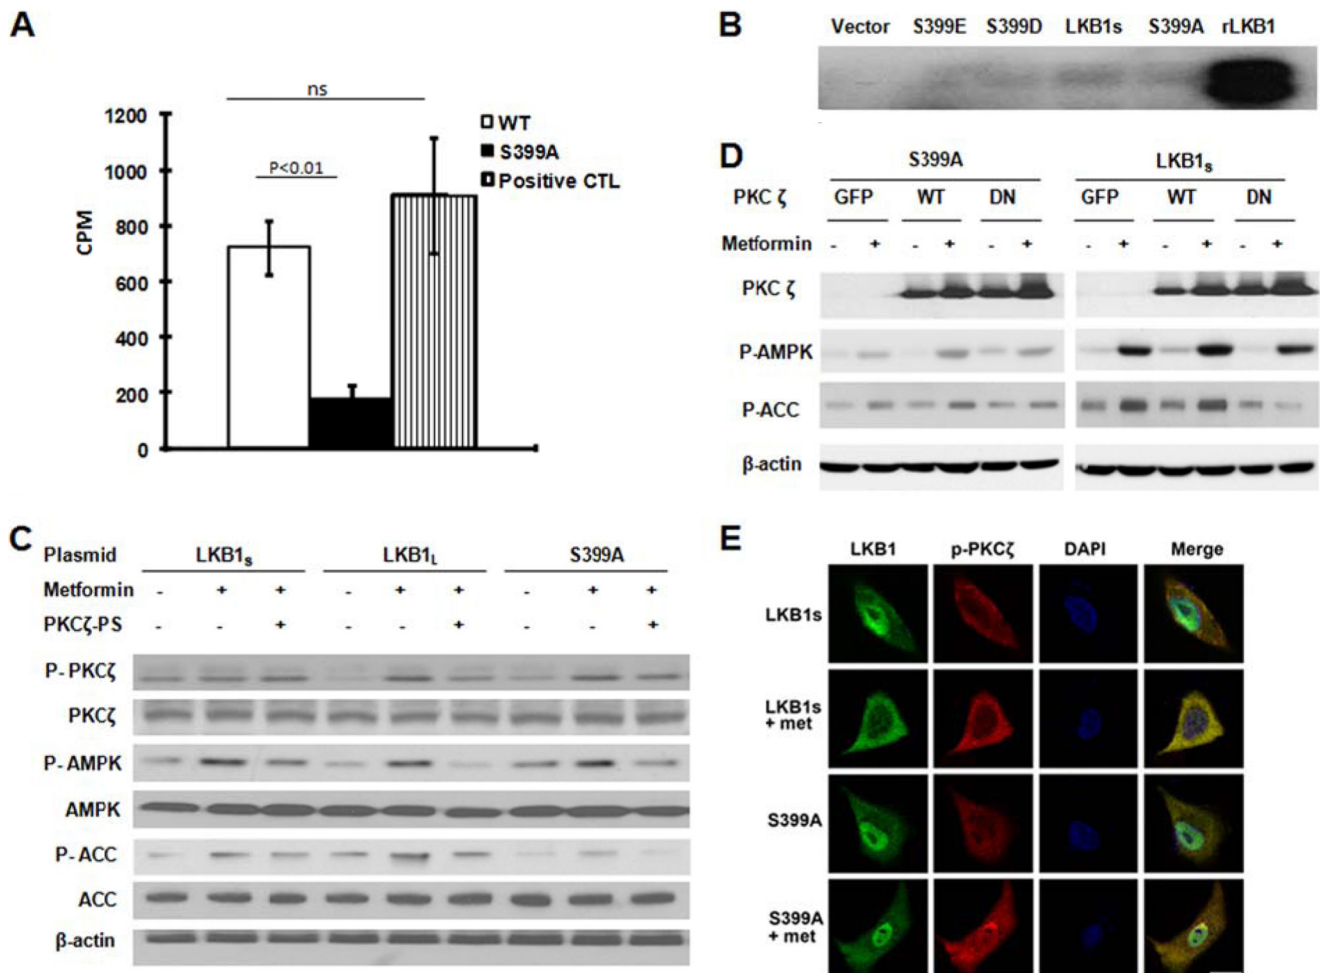 A
ns
1200
1000
800
600
400
200
0
CPM
P<0.01
WT
S399A
Positive CTL
B
Vector S399E S399D LKB1s S399A rLKB1
D
S399A LKB1s
PKC ζ GFP WT DN GFP WT DN
Metformin - + - + - + - + - + - +
PKC ζ
P-AMPK
P-ACC
β-actin
C
Plasmid LKB1s LKB1L S399A
Metformin - + + - + + - + +
PKCζ-PS - - + - - + - - +
P- PKCζ
PKCζ
P- AMPK
AMPK
P- ACC
ACC
β-actin
E
LKB1 p-PKCζ DAPI Merge
LKB1s
LKB1s
+ met
S399A
S399A
+ met